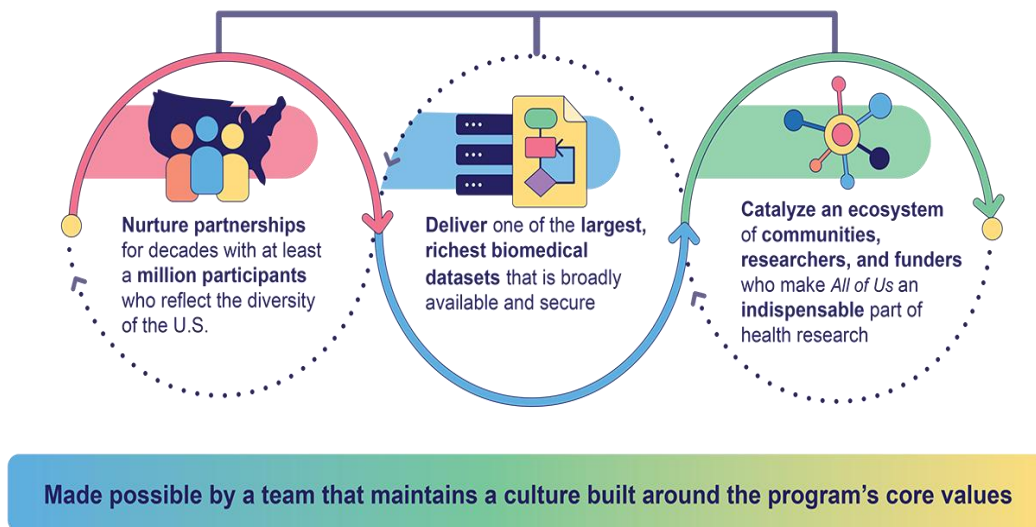 Nurture partnerships
for decades with at least
a million participants
who reflect the diversity
of the U.S.
Deliver one of the largest,
richest biomedical
datasets that is broadly
available and secure
Catalyze an ecosystem
of communities,
researchers, and funders
who make All of Us an
indispensable part of
health research
Made possible by a team that maintains a culture built around the program's core values